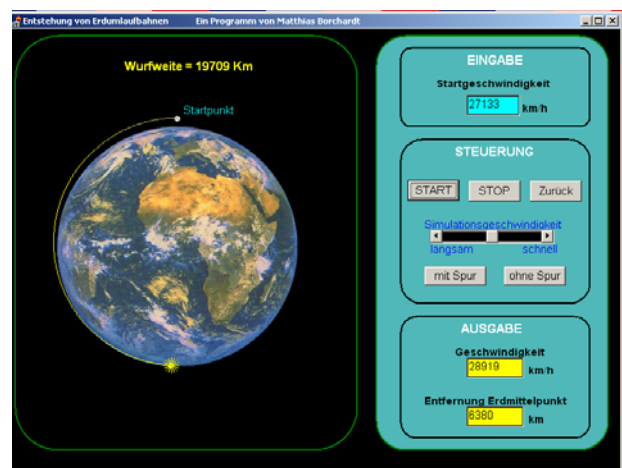 Entstehung von Erdumlaufbahnen Ein Programm von Matthias Borchardt
Wurfweite = 19709 Km
Startpunkt
EINGABE
Startgeschwindigkeit
27133 km/h
STEUERUNG
START STOP Zurück
Simulationsgeschwindigkeit
langsam schnell
mit Spur ohne Spur
AUSGABE
Geschwindigkeit
28919 km/h
Entfernung Erdmittelpunkt
6380 km